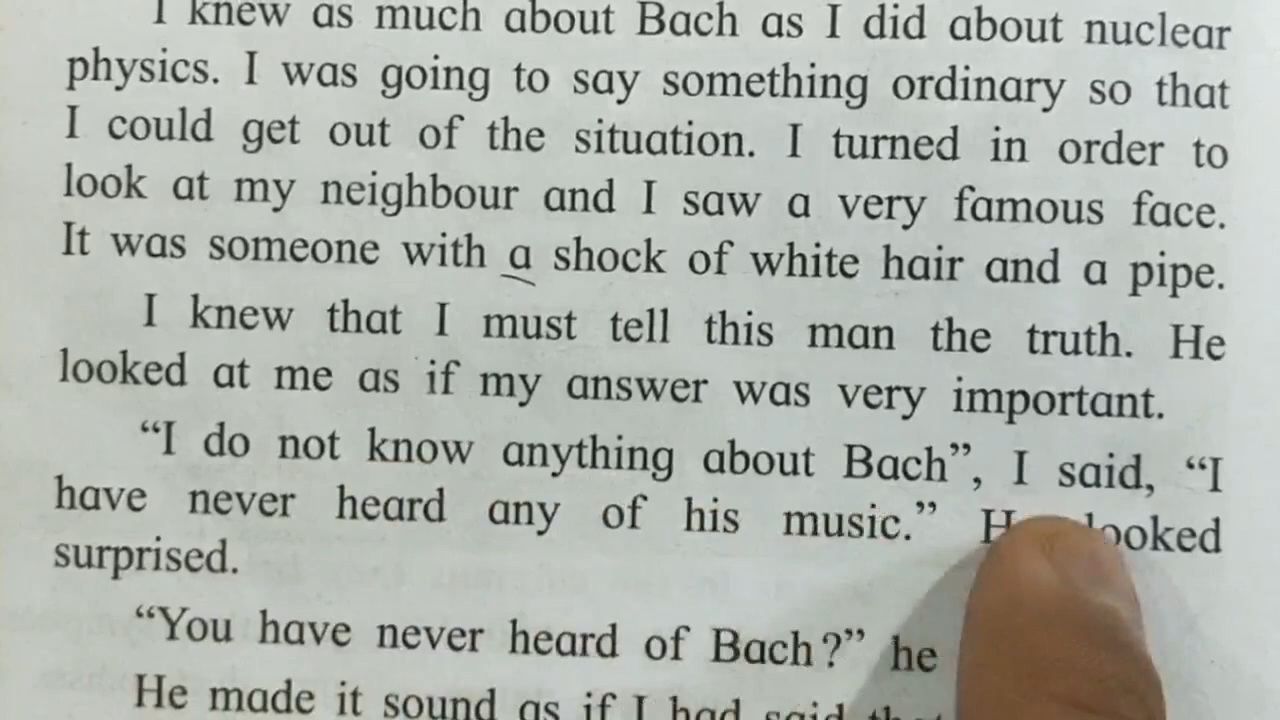 I knew as much about Bach as I did about nuclear
physics. I was going to say something ordinary so that
I could get out of the situation. I turned in order to
look at my neighbour and I saw a very famous face.
It was someone with a shock of white hair and a pipe.
I knew that I must tell this man the truth. He
looked at me as if my answer was very important.
“I do not know anything about Bach”, I said, “I
have never heard any of his music.” looked
surprised.
“You have never heard of Bach?” he
He made it sound as if I had said that